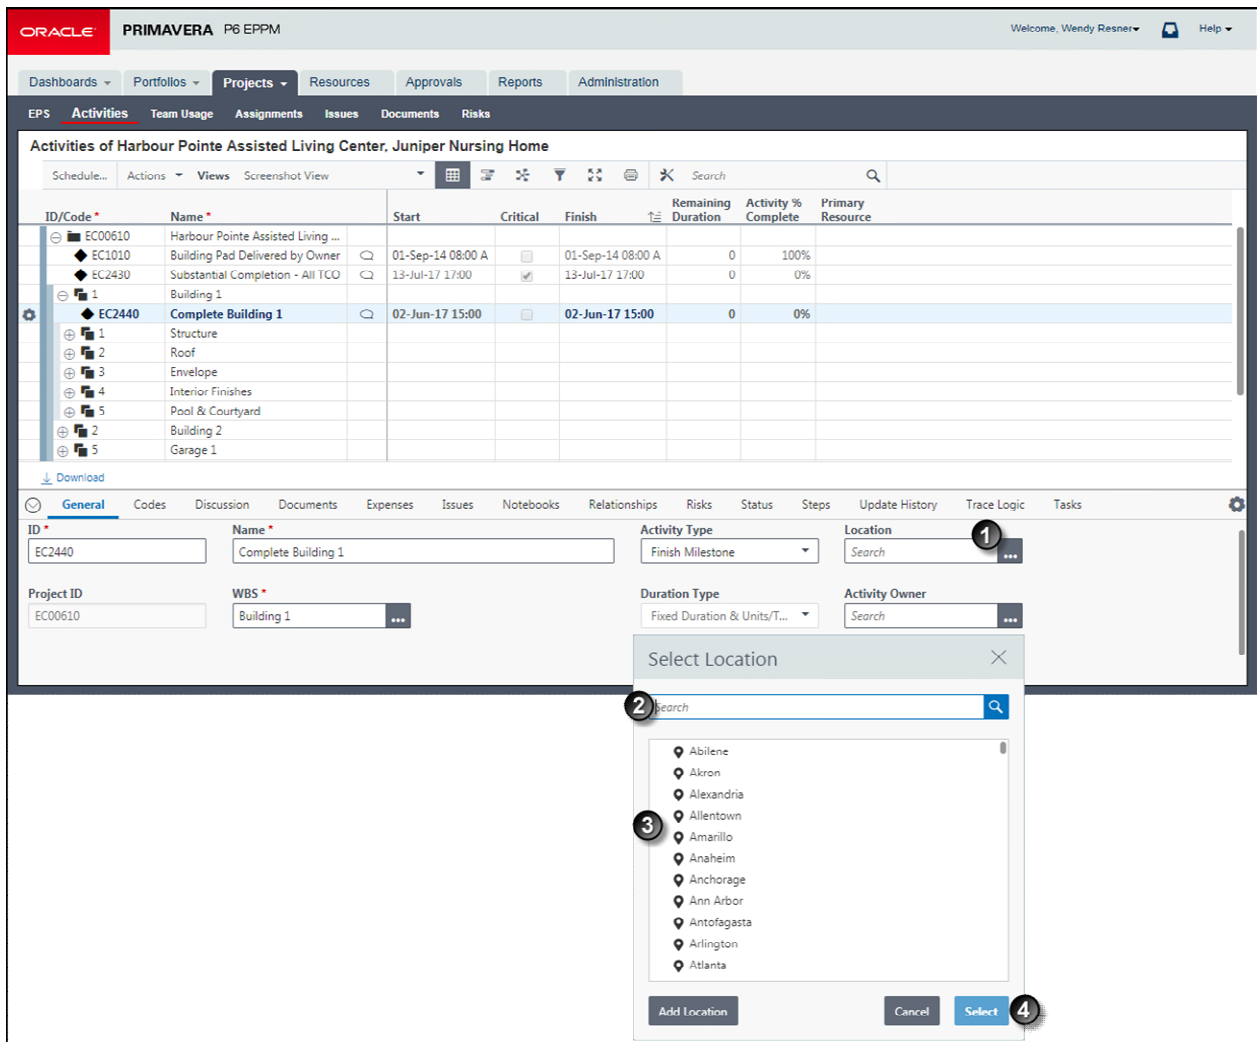 ORACLE PRIMAVERA P6 EPPM Welcome, Wendy Resner Help
Dashboards Portfolios Projects Resources Approvals Reports Administration
EPS Activities Team Usage Assignments Issues Documents Risks
Activities of Harbour Pointe Assisted Living Center, Juniper Nursing Home
Schedule... Actions Views Screenshot View Search
Remaining Activity % Primary
ID/Code * Name * Start Critical Finish Duration Complete Resource
EC00610 Harbour Pointe Assisted Living ...
EC1010 Building Pad Delivered by Owner 01-Sep-14 08:00 A 01-Sep-14 08:00 A 0 100%
EC2430 Substantial Completion - All TCO 13-Jul-17 17:00 13-Jul-17 17:00 0 0%
1 Building 1
EC2440 Complete Building 1 02-Jun-17 15:00 02-Jun-17 15:00 0 0%
1 Structure
2 Roof
3 Envelope
4 Interior Finishes
5 Pool & Courtyard
2 Building 2
5 Garage 1
Download
General Codes Discussion Documents Expenses Issues Notebooks Relationships Risks Status Steps Update History Trace Logic Tasks
ID * Name * Activity Type Location 1
EC2440 Complete Building 1 Finish Milestone Search ...
Project ID WBS * Duration Type Activity Owner
EC00610 Building 1 ... Fixed Duration & Units/T... Search ...
Select Location
2 Search
Abilene
Akron
Alexandria
Allentown
3
Amarillo
Anaheim
Anchorage
Ann Arbor
Antofagasta
Arlington
Atlanta
Add Location Cancel Select 4